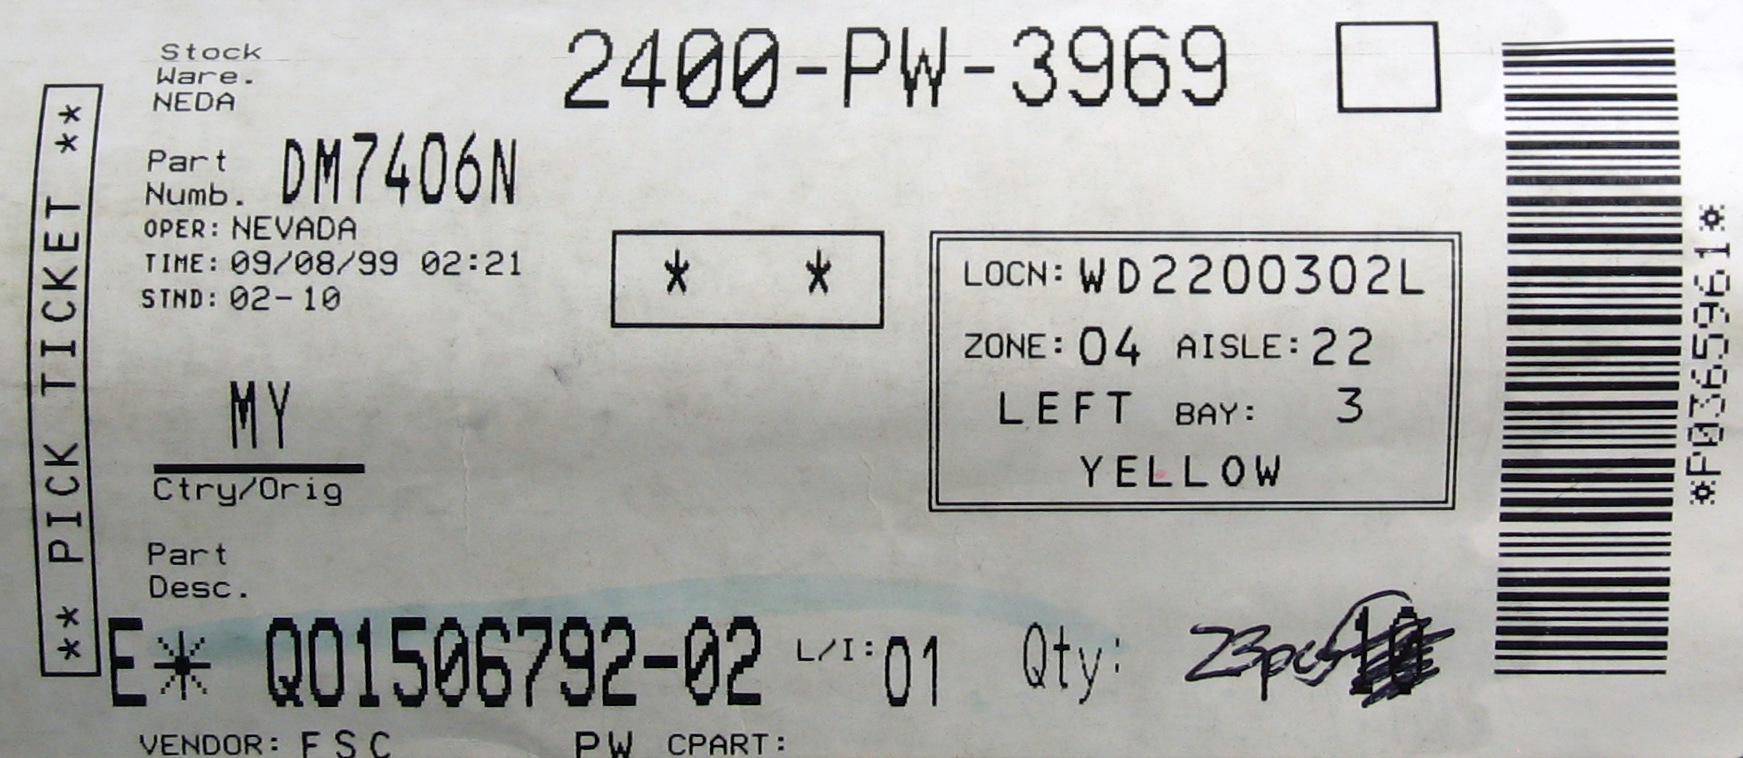 ** PICK TICKET **
Stock
Ware.
NEDA
2400-PW-3969
Part
Numb. DM7406N
OPER: NEVADA
TIME: 09/08/99 02:21
STND: 02-10
* *
LOCN: WD2200302L
ZONE: 04 AISLE: 22
LEFT BAY: 3
YELLOW
MY
Ctry/Orig
Part
Desc.
E* Q01506792-02 L/I: 01 Qty: 23pcs 10
VENDOR: FSC PW CPART:
*P0365961*